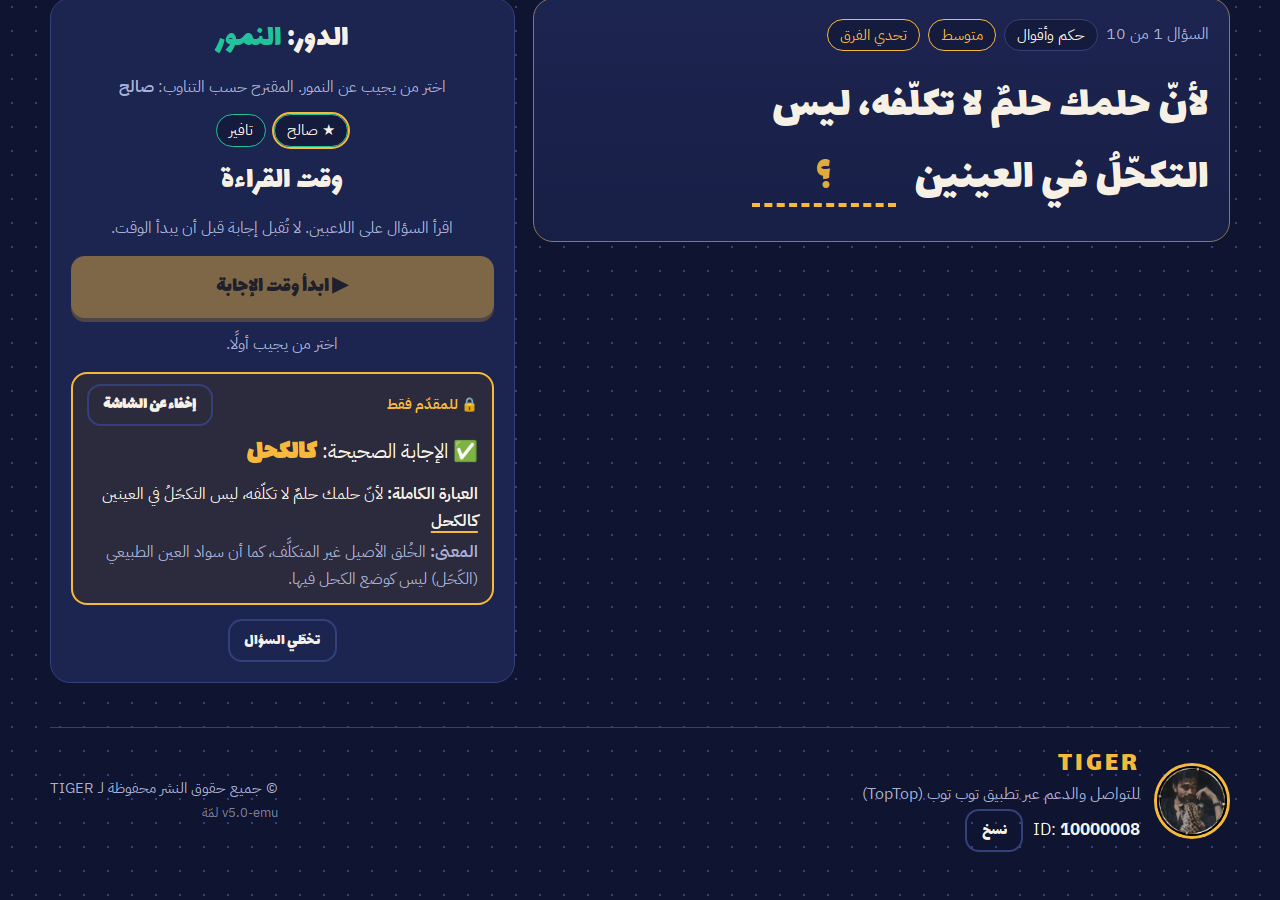 السؤال 1 من 10
حكم وأقوال
متوسط
تحدي الفرق
لأنّ حلمك حلمٌ لا تكلّفه، ليس
التكحّلُ في العينين ؟
الدور: النمور
اختر من يجيب عن النمور. المقترح حسب التناوب: صالح
★ صالح
تافير
وقت القراءة
اقرأ السؤال على اللاعبين. لا تُقبل إجابة قبل أن يبدأ الوقت.
▶ ابدأ وقت الإجابة
اختر من يجيب أولًا.
🔒 للمقدّم فقط
إخفاء عن الشاشة
✅ الإجابة الصحيحة: كالكحل
العبارة الكاملة: لأنّ حلمك حلمٌ لا تكلّفه، ليس التكحّلُ في العينين
كالكحل
المعنى: الخُلق الأصيل غير المتكلَّف، كما أن سواد العين الطبيعي
(الكَحَل) ليس كوضع الكحل فيها.
تخطّي السؤال
TIGER
للتواصل والدعم عبر تطبيق توب توب (TopTop)
ID: 10000008
نسخ
© جميع حقوق النشر محفوظة لـ TIGER
لمّة v5.0-emu